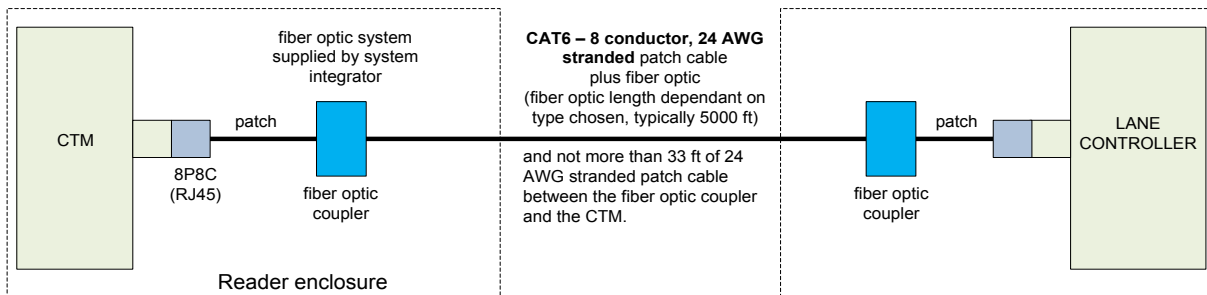 CTM
8P8C
(RJ45)
patch
fiber optic system
supplied by system
integrator
fiber optic
coupler
Reader enclosure
CAT6 – 8 conductor, 24 AWG
stranded patch cable
plus fiber optic
(fiber optic length dependant on
type chosen, typically 5000 ft)
and not more than 33 ft of 24
AWG stranded patch cable
between the fiber optic coupler
and the CTM.
fiber optic
coupler
patch
LANE
CONTROLLER